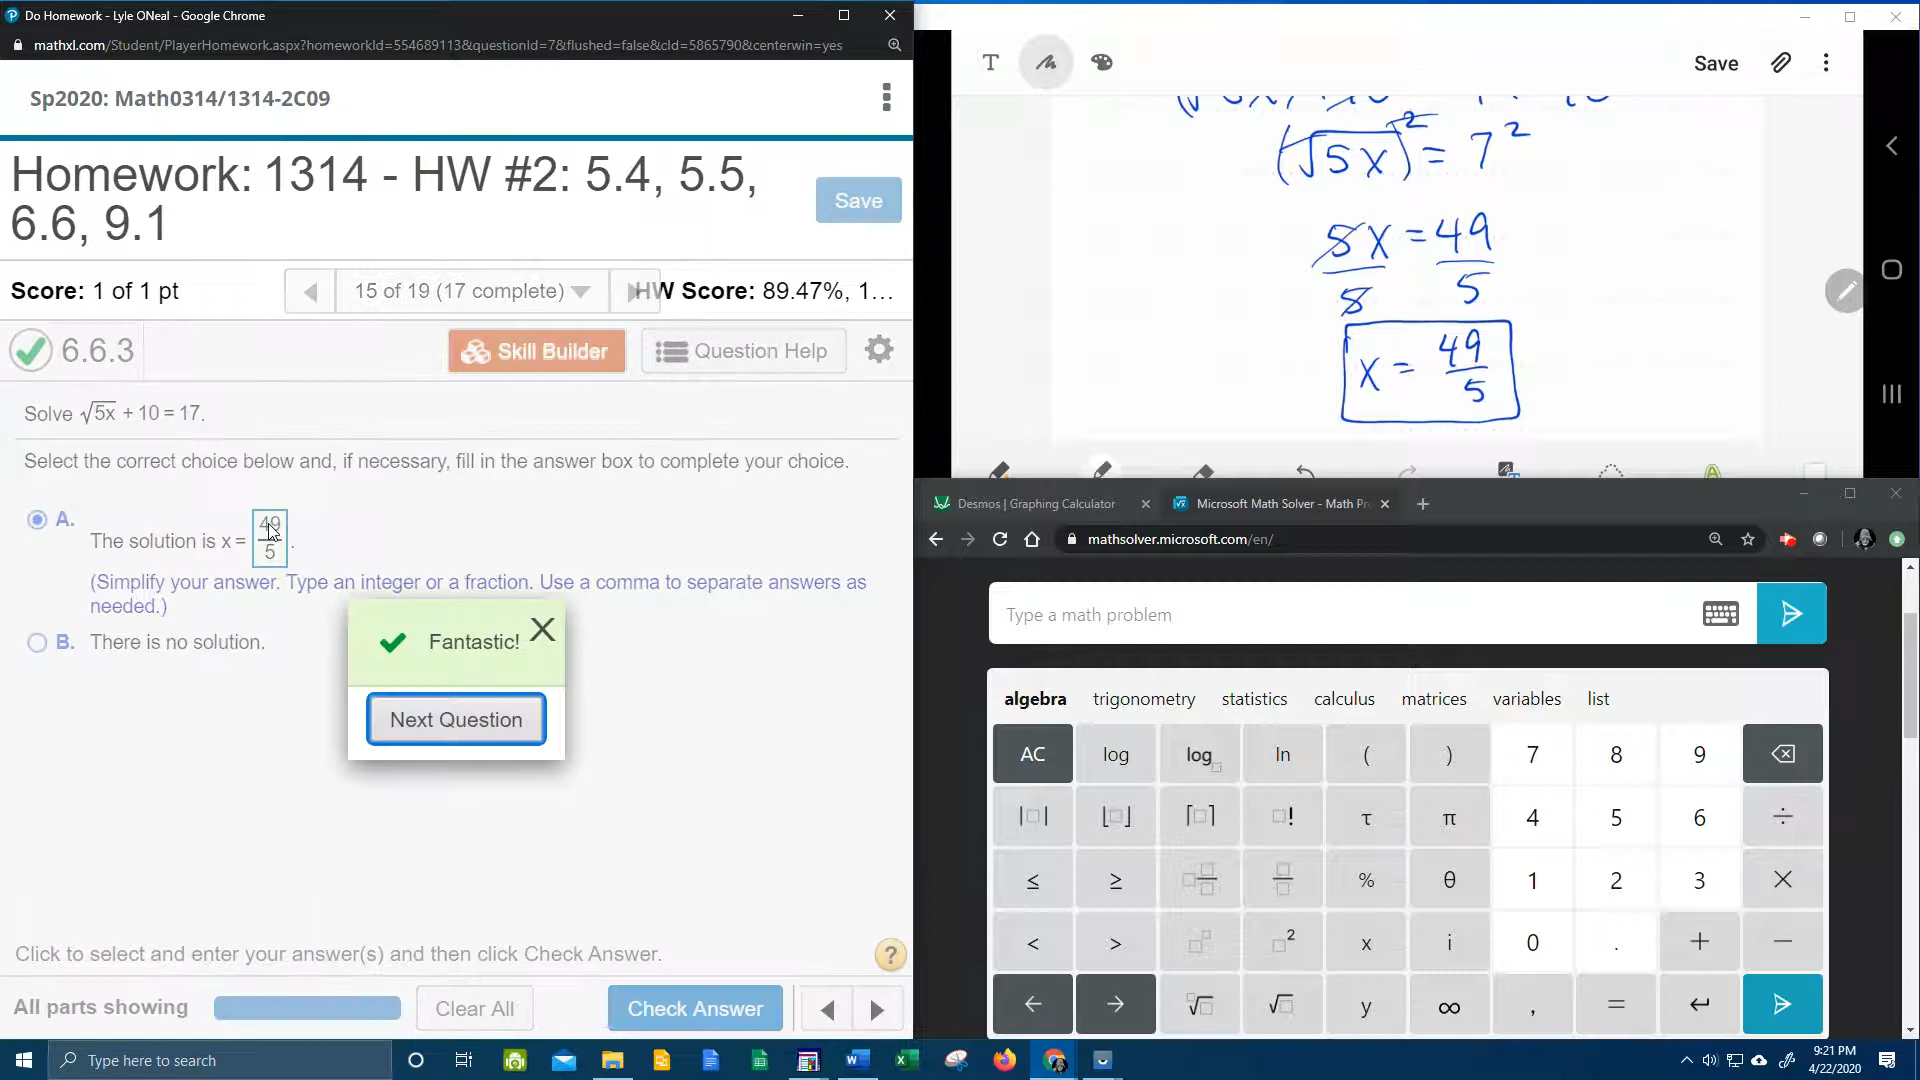 Do Homework - Lyle ONeal - Google Chrome
mathxl.com/Student/PlayerHomework.aspx?homeworkId=554689113&questionId=7&flushed=false&cId=5865790&centerwin=yes
Sp2020: Math0314/1314-2C09
Homework: 1314 - HW #2: 5.4, 5.5,
6.6, 9.1
Save
Score: 1 of 1 pt
15 of 19 (17 complete)
HW Score: 89.47%, 1...
6.6.3
Skill Builder
Question Help
Solve √5x + 10 = 17.
Select the correct choice below and, if necessary, fill in the answer box to complete your choice.
A.
The solution is x = 49/5 .
(Simplify your answer. Type an integer or a fraction. Use a comma to separate answers as
needed.)
B. There is no solution.
Fantastic!
Next Question
Click to select and enter your answer(s) and then click Check Answer.
?
All parts showing
Clear All
Check Answer
T
Save
(√5x)² = 7²
5x = 49
5 5
x = 49/5
Desmos | Graphing Calculator
Microsoft Math Solver - Math Pr
mathsolver.microsoft.com/en/
Type a math problem
algebra trigonometry statistics calculus matrices variables list
AC log log□ ln ( ) 7 8 9
|□| ⌊□⌋ ⌈□⌉ □! τ π 4 5 6 ÷
≤ ≥ □□/□ □/□ % θ 1 2 3 ×
< > □^□ □² x i 0 . + −
← → □√□ √□ y ∞ , = ↵
Type here to search
9:21 PM
4/22/2020